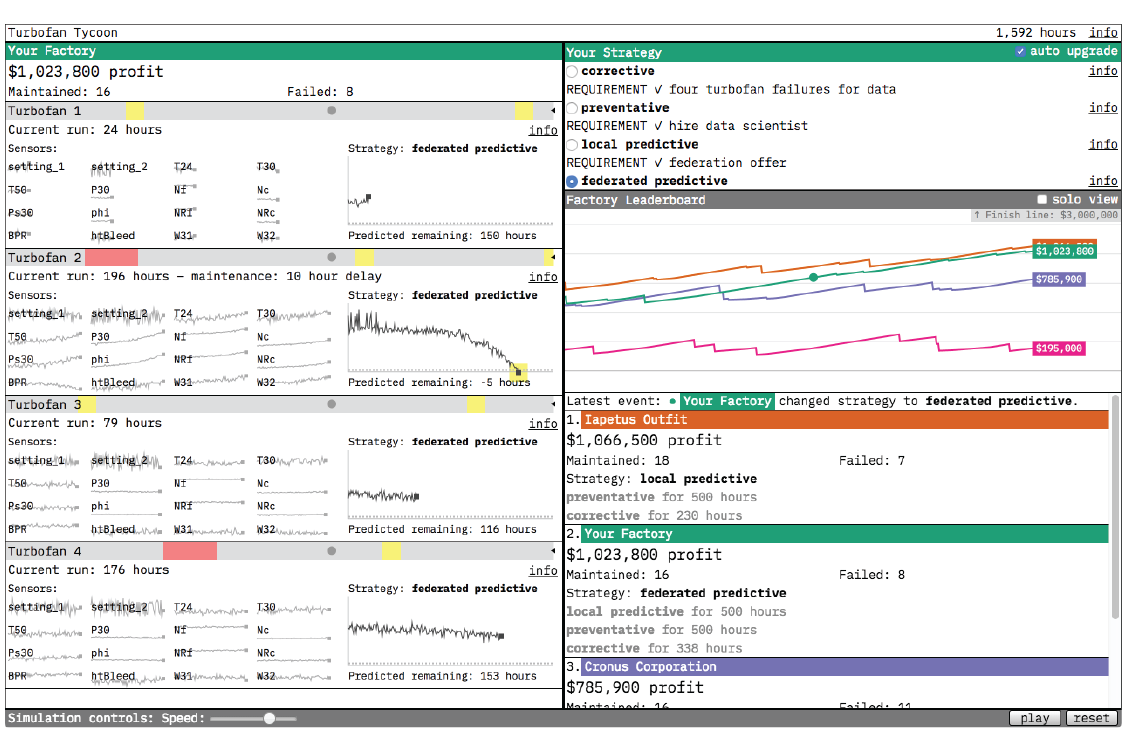 Turbofan Tycoon
1,592 hours info
Your Factory
$1,023,800 profit
Maintained: 16 Failed: 8
Turbofan 1
Current run: 24 hours info
Sensors: Strategy: federated predictive
setting_1 setting_2 T24 T30
T50 P30 Nf Nc
Ps30 phi NRf NRc
BPR htBleed W31 W32 Predicted remaining: 150 hours
Turbofan 2
Current run: 196 hours – maintenance: 10 hour delay info
Sensors: Strategy: federated predictive
setting_1 setting_2 T24 T30
T50 P30 Nf Nc
Ps30 phi NRf NRc
BPR htBleed W31 W32 Predicted remaining: -5 hours
Turbofan 3
Current run: 79 hours info
Sensors: Strategy: federated predictive
setting_1 setting_2 T24 T30
T50 P30 Nf Nc
Ps30 phi NRf NRc
BPR htBleed W31 W32 Predicted remaining: 116 hours
Turbofan 4
Current run: 176 hours info
Sensors: Strategy: federated predictive
setting_1 setting_2 T24 T30
T50 P30 Nf Nc
Ps30 phi NRf NRc
BPR htBleed W31 W32 Predicted remaining: 153 hours
Your Strategy ✓ auto upgrade
corrective info
REQUIREMENT ✓ four turbofan failures for data
preventative info
REQUIREMENT ✓ hire data scientist
local predictive info
REQUIREMENT ✓ federation offer
federated predictive info
Factory Leaderboard solo view
↑ Finish line: $3,000,000
$1,023,800
$785,900
$195,000
Latest event: ● Your Factory changed strategy to federated predictive.
1. Iapetus Outfit
$1,066,500 profit
Maintained: 18 Failed: 7
Strategy: local predictive
preventative for 500 hours
corrective for 230 hours
2. Your Factory
$1,023,800 profit
Maintained: 16 Failed: 8
Strategy: federated predictive
local predictive for 500 hours
preventative for 500 hours
corrective for 338 hours
3. Cronus Corporation
$785,900 profit
Maintained: 16 Failed: 11
Simulation controls: Speed: play reset